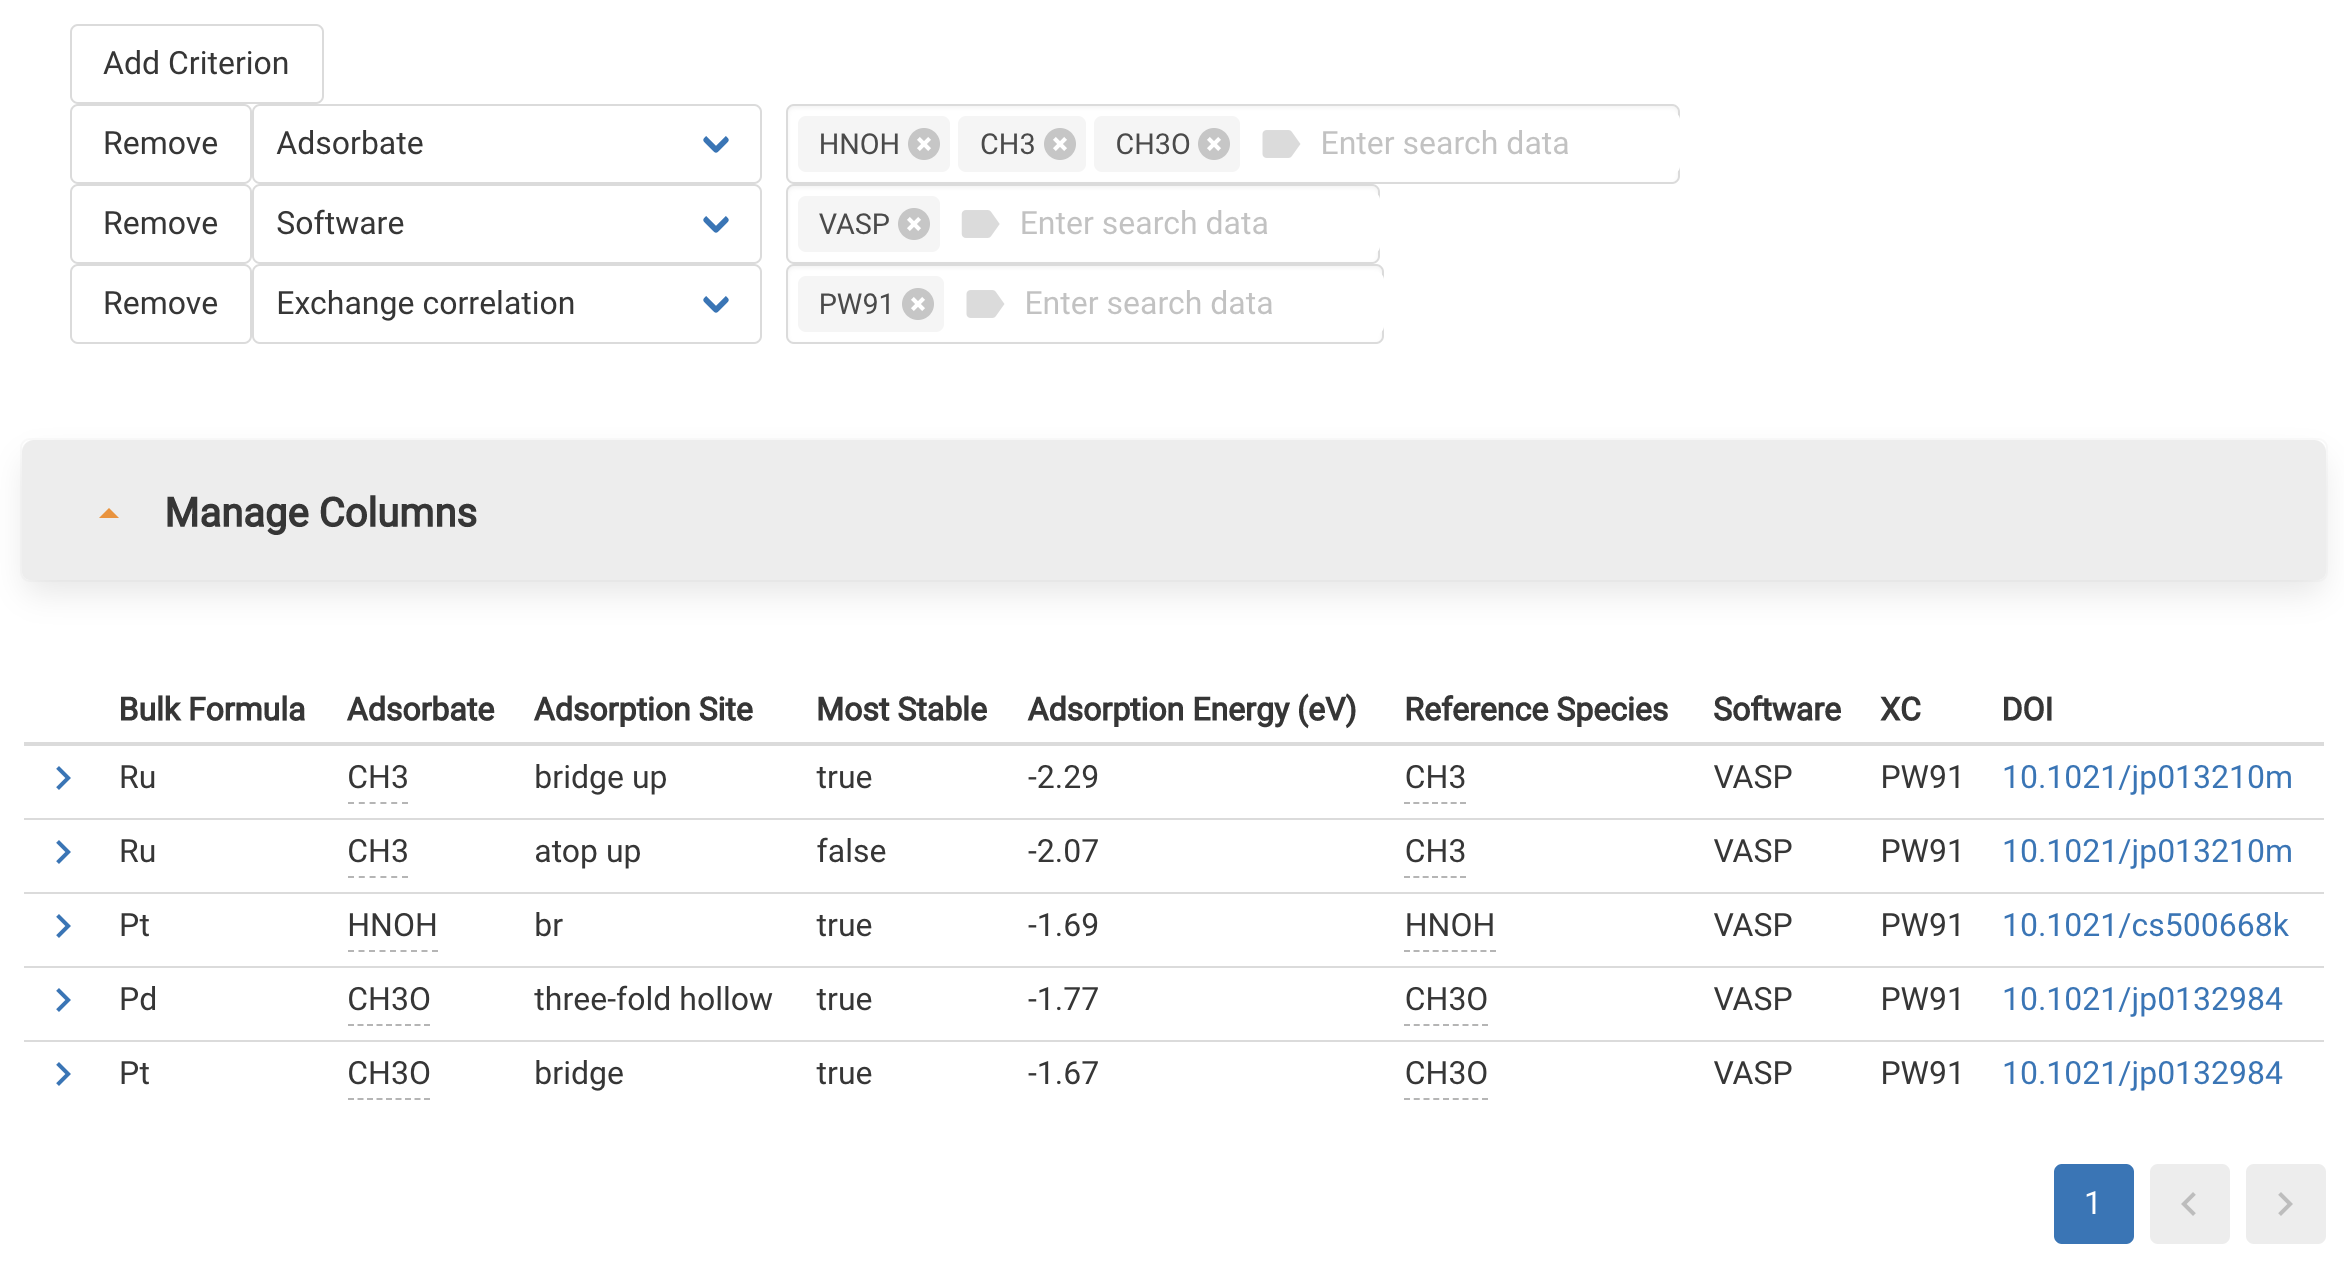 Add Criterion
Remove Adsorbate HNOH CH3 CH3O Enter search data
Remove Software VASP Enter search data
Remove Exchange correlation PW91 Enter search data
Manage Columns
Bulk Formula Adsorbate Adsorption Site Most Stable Adsorption Energy (eV) Reference Species Software XC DOI
Ru CH3 bridge up true -2.29 CH3 VASP PW91 10.1021/jp013210m
Ru CH3 atop up false -2.07 CH3 VASP PW91 10.1021/jp013210m
Pt HNOH br true -1.69 HNOH VASP PW91 10.1021/cs500668k
Pd CH3O three-fold hollow true -1.77 CH3O VASP PW91 10.1021/jp0132984
Pt CH3O bridge true -1.67 CH3O VASP PW91 10.1021/jp0132984
1